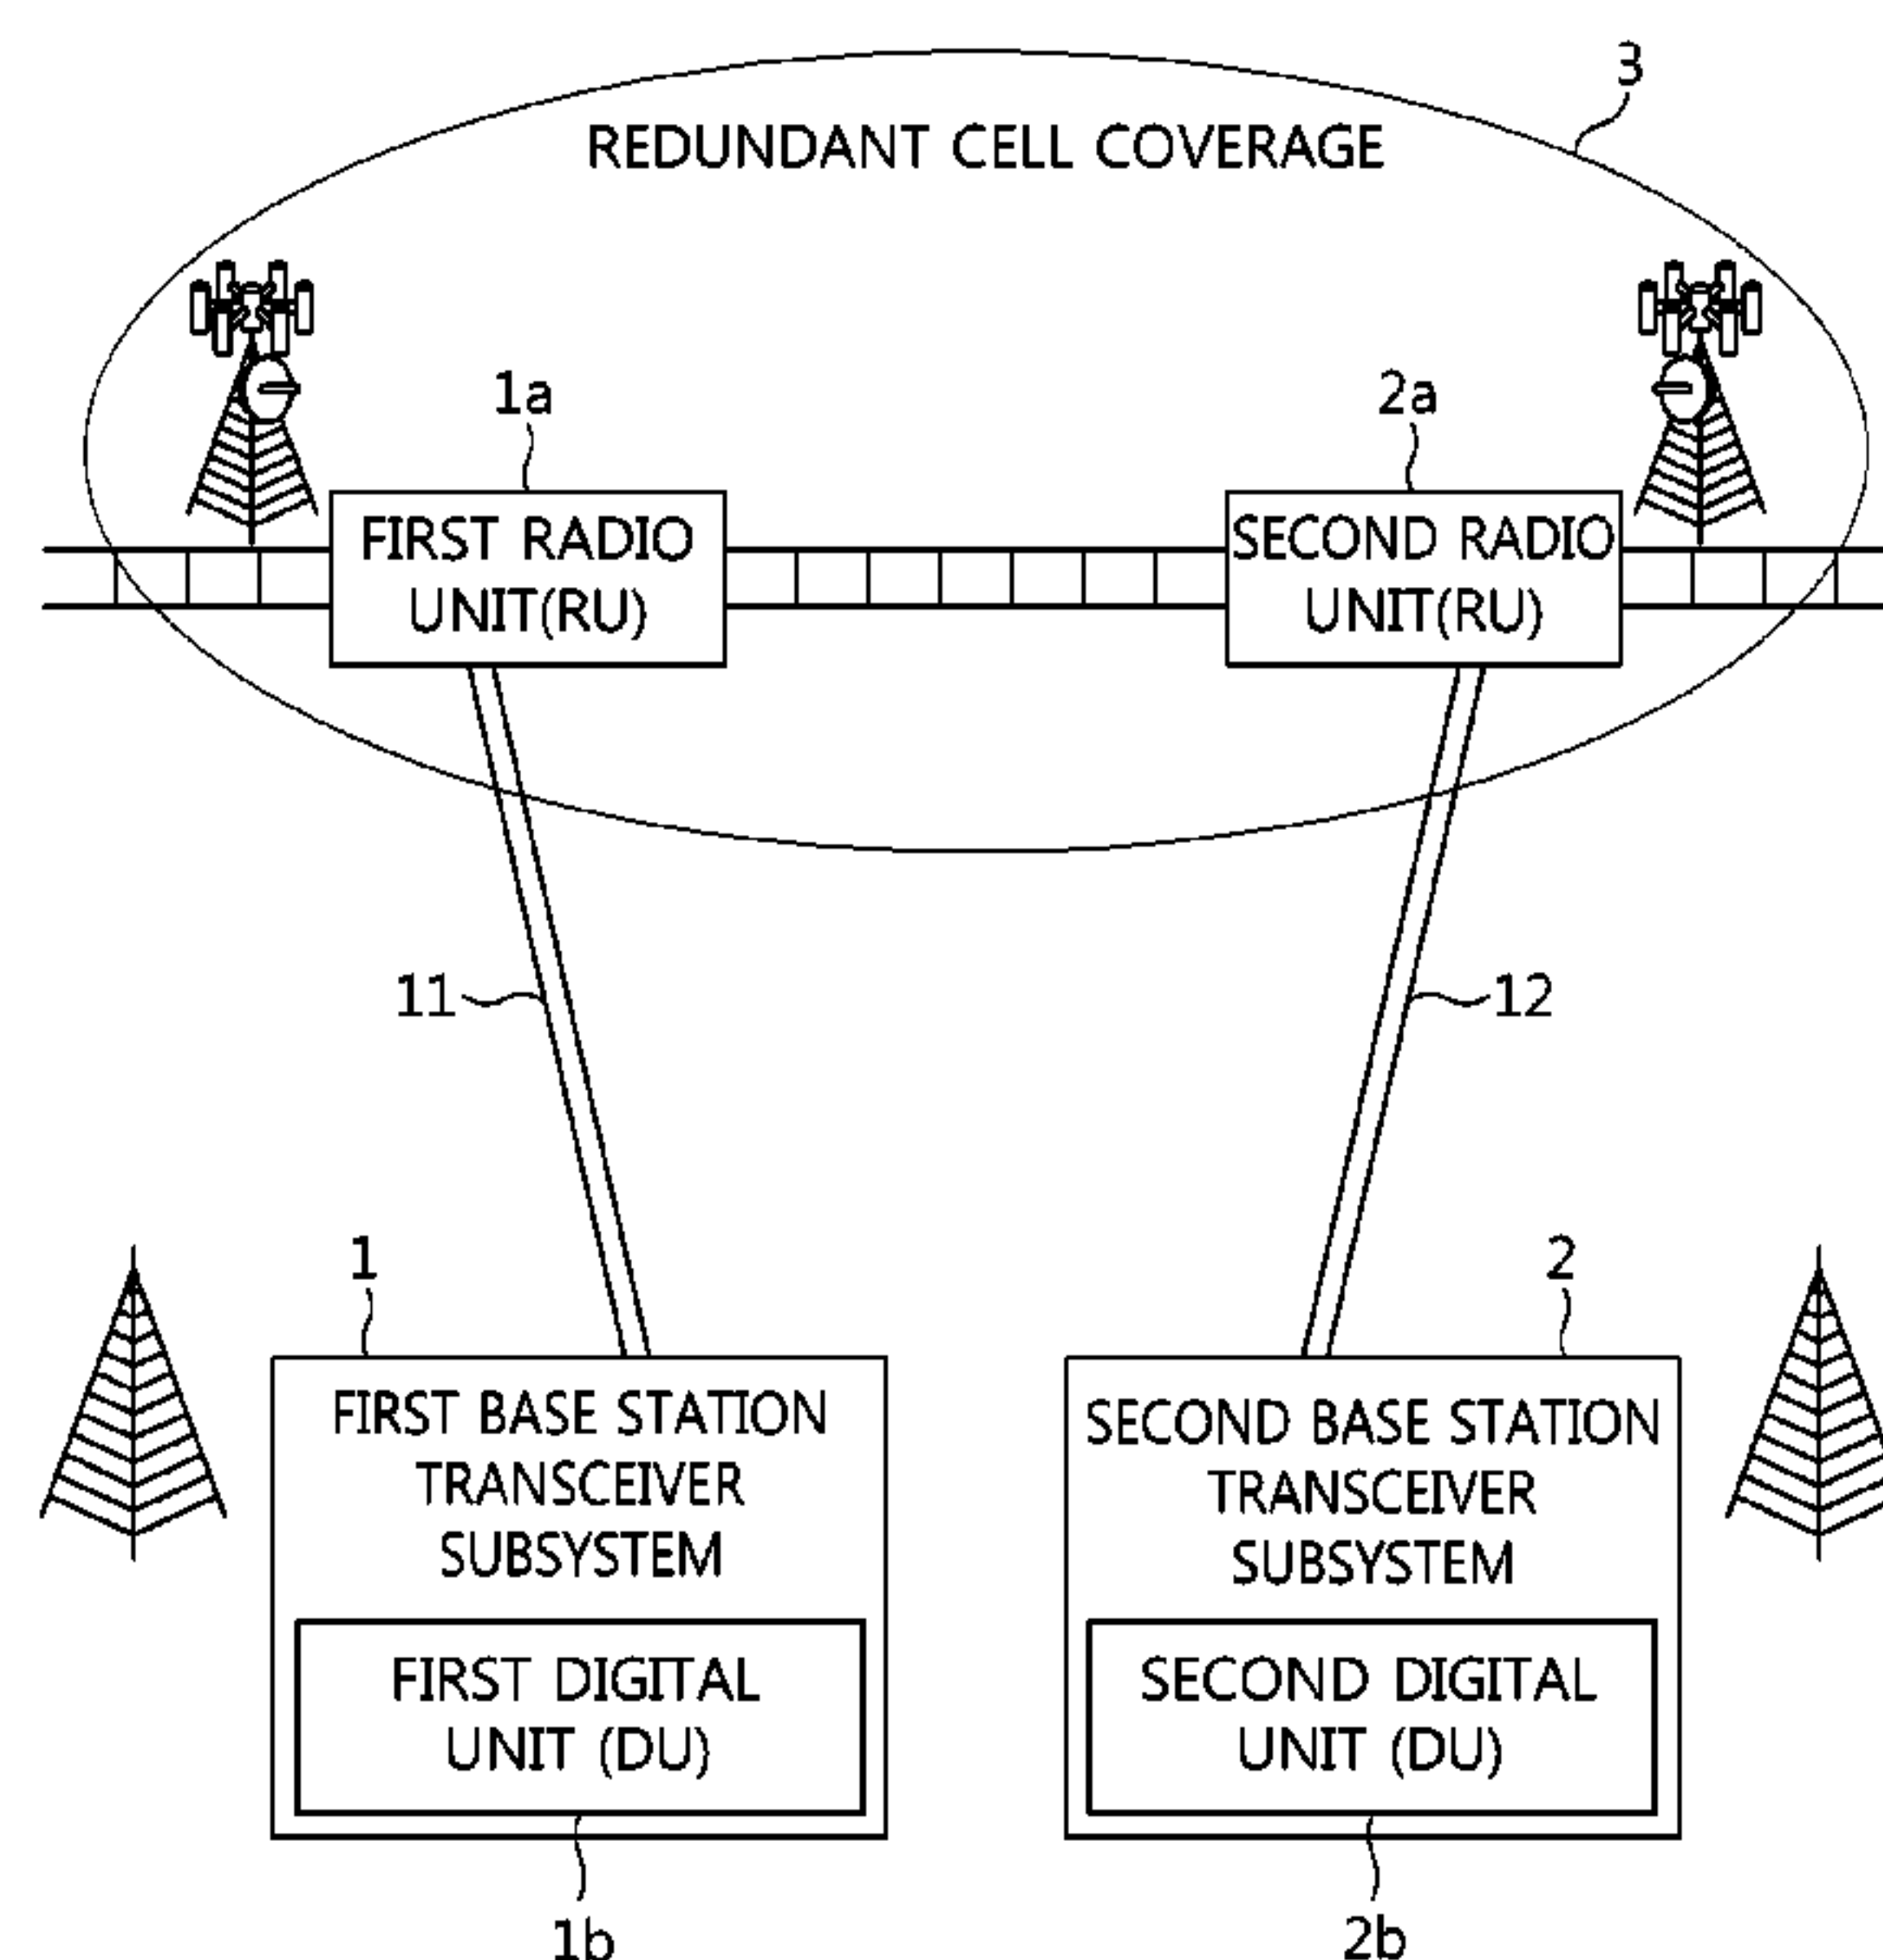 3
REDUNDANT CELL COVERAGE
1a
2a
FIRST RADIO
UNIT(RU)
SECOND RADIO
UNIT(RU)
11
12
1
2
FIRST BASE STATION
TRANSCEIVER
SUBSYSTEM
SECOND BASE STATION
TRANSCEIVER
SUBSYSTEM
FIRST DIGITAL
UNIT (DU)
SECOND DIGITAL
UNIT (DU)
1b
2b